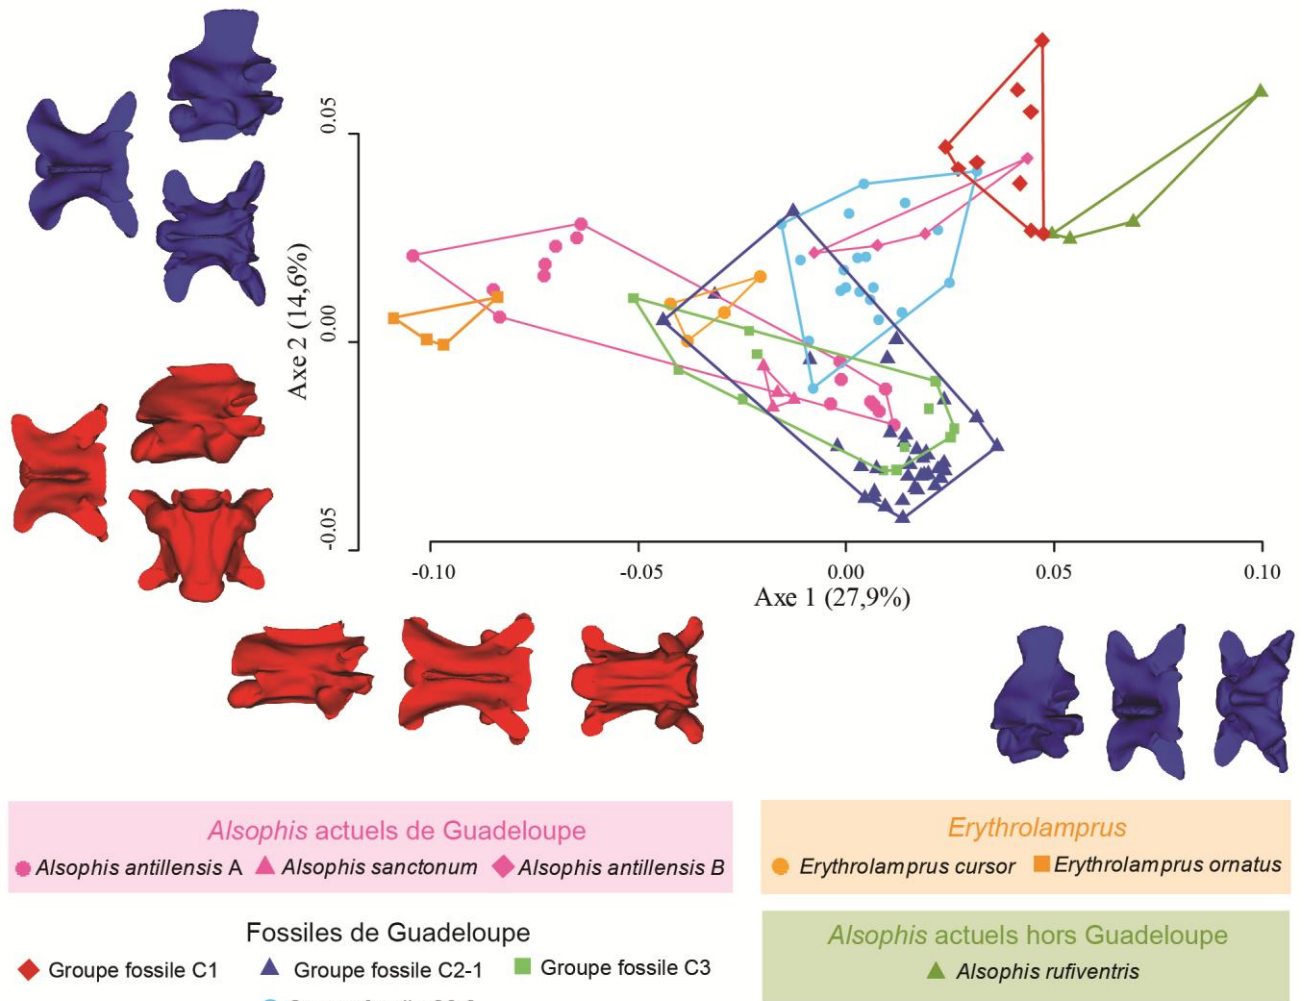 0.05
0.00
-0.05
Axe 2 (14,6%)
-0.10
-0.05
0.00
0.05
0.10
Axe 1 (27,9%)
Alsophis actuels de Guadeloupe
Alsophis antillensis A
Alsophis sanctonum
Alsophis antillensis B
Erythrolamprus
Erythrolamprus cursor
Erythrolamprus ornatus
Fossiles de Guadeloupe
Groupe fossile C1
Groupe fossile C2-1
Groupe fossile C3
Alsophis actuels hors Guadeloupe
Alsophis rufiventris